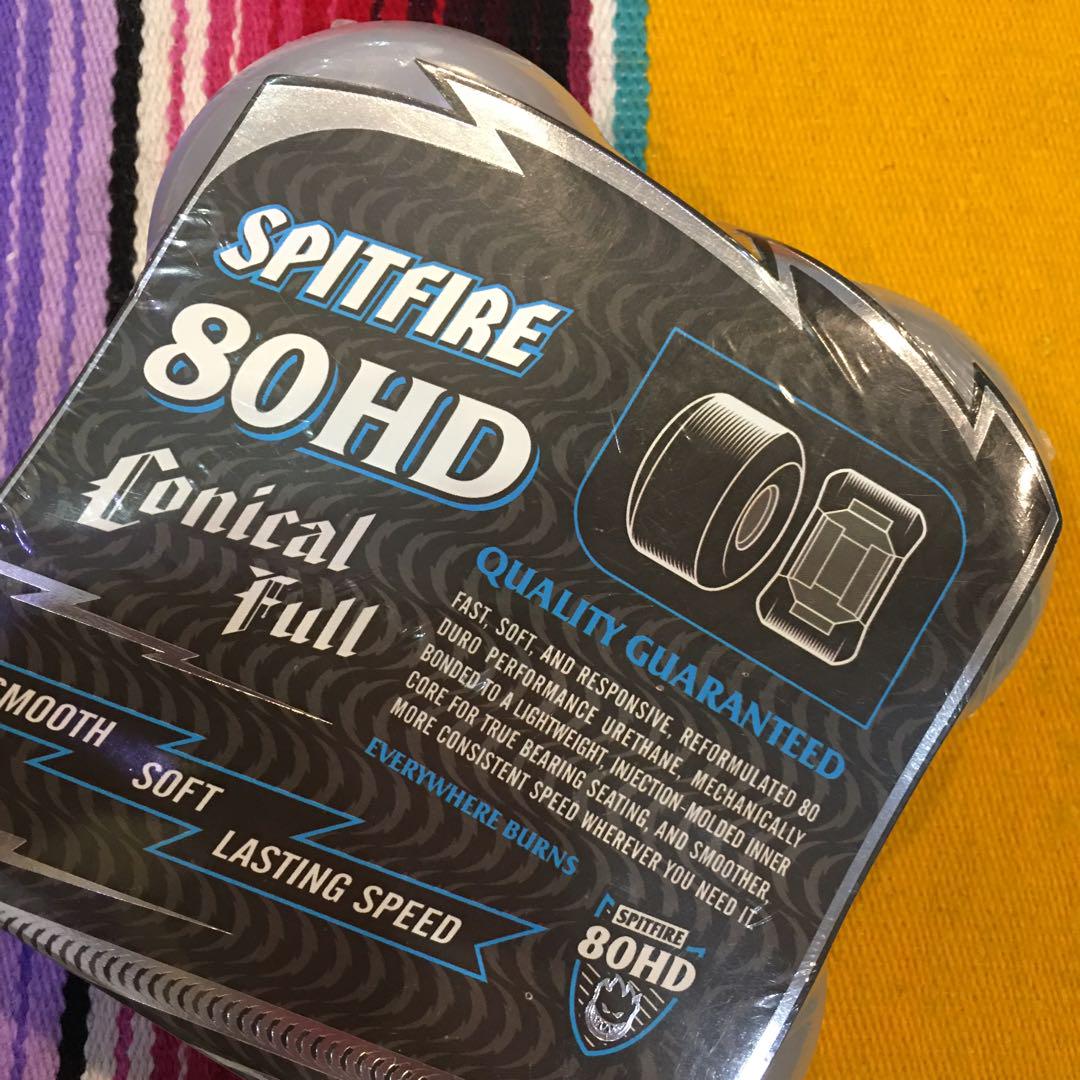 SPITFIRE
80HD
Conical
Full
QUALITY GUARANTEED
FAST, SOFT, AND RESPONSIVE, REFORMULATED 80
DURO PERFORMANCE URETHANE, MECHANICALLY
BONDED TO A LIGHTWEIGHT, INJECTION-MOLDED INNER
CORE FOR TRUE BEARING SEATING, AND SMOOTHER,
MORE CONSISTENT SPEED WHEREVER YOU NEED IT.
EVERYWHERE BURNS
SMOOTH
SOFT
LASTING SPEED
SPITFIRE
80HD